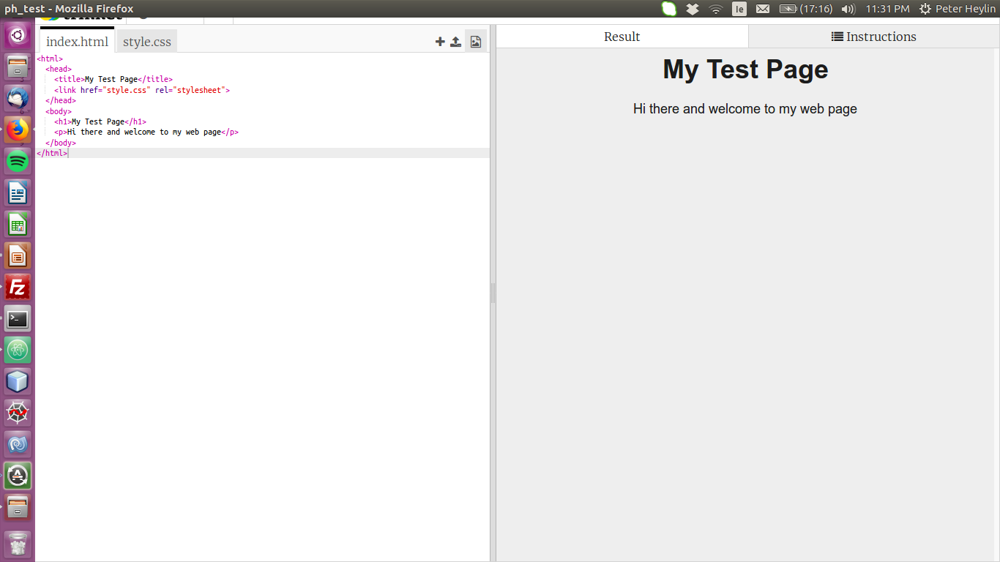 ph_test - Mozilla Firefox
Ie
(17:16)
11:31 PM
Peter Heylin
index.html
style.css
Result
Instructions
<html>
<head>
<title>My Test Page</title>
<link href="style.css" rel="stylesheet">
</head>
<body>
<h1>My Test Page</h1>
<p>Hi there and welcome to my web page</p>
</body>
</html>
My Test Page
Hi there and welcome to my web page